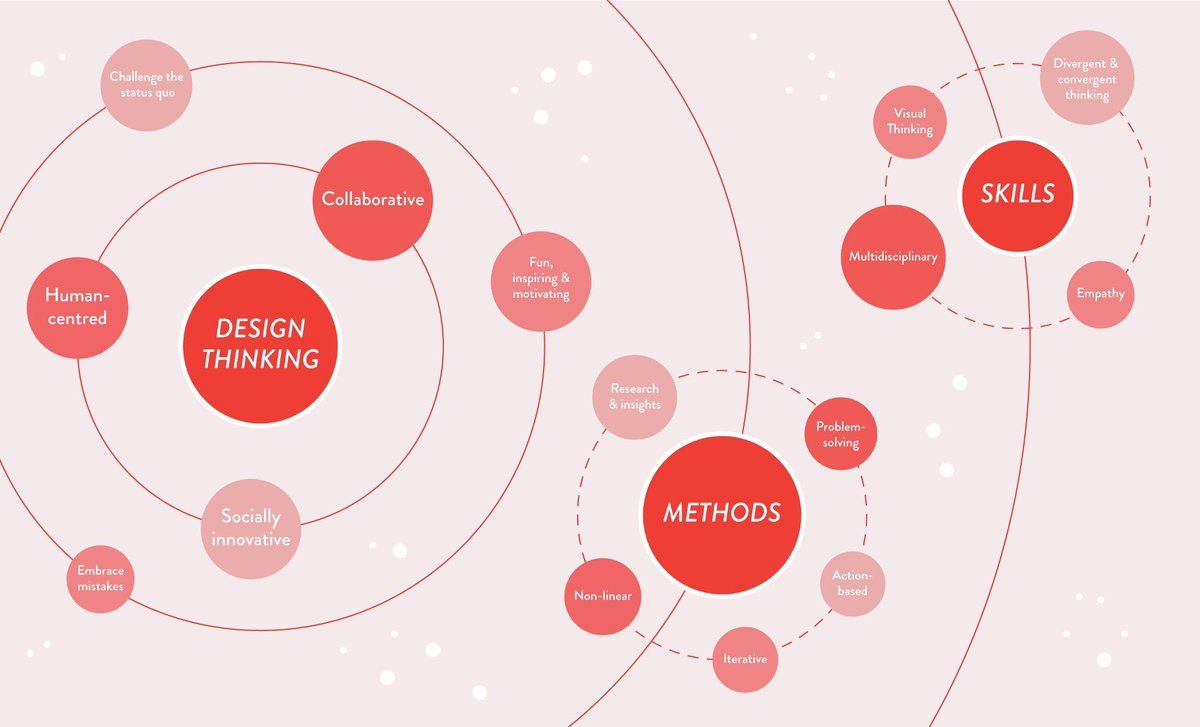 Challenge the
status quo
Collaborative
Human-
centred
DESIGN
THINKING
Fun,
inspiring &
motivating
Socially
innovative
Embrace
mistakes
Research
& insights
Problem-
solving
METHODS
Non-linear
Action-
based
Iterative
Divergent &
convergent
thinking
Visual
Thinking
SKILLS
Multidisciplinary
Empathy